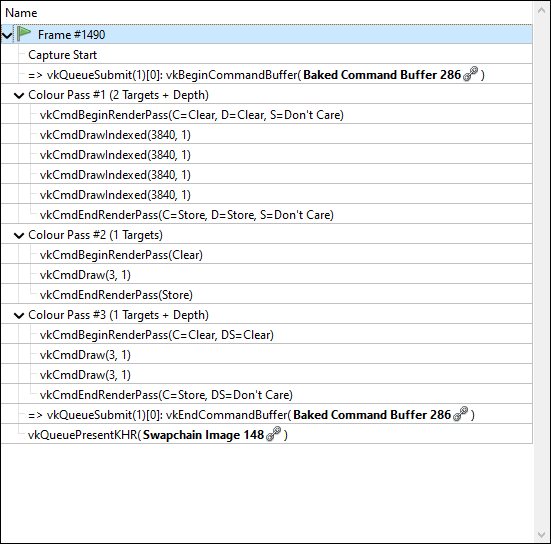 Name
Frame #1490
Capture Start
=> vkQueueSubmit(1)[0]: vkBeginCommandBuffer( Baked Command Buffer 286 )
Colour Pass #1 (2 Targets + Depth)
vkCmdBeginRenderPass(C=Clear, D=Clear, S=Don't Care)
vkCmdDrawIndexed(3840, 1)
vkCmdDrawIndexed(3840, 1)
vkCmdDrawIndexed(3840, 1)
vkCmdDrawIndexed(3840, 1)
vkCmdEndRenderPass(C=Store, D=Store, S=Don't Care)
Colour Pass #2 (1 Targets)
vkCmdBeginRenderPass(Clear)
vkCmdDraw(3, 1)
vkCmdEndRenderPass(Store)
Colour Pass #3 (1 Targets + Depth)
vkCmdBeginRenderPass(C=Clear, DS=Clear)
vkCmdDraw(3, 1)
vkCmdDraw(3, 1)
vkCmdEndRenderPass(C=Store, DS=Don't Care)
=> vkQueueSubmit(1)[0]: vkEndCommandBuffer( Baked Command Buffer 286 )
vkQueuePresentKHR( Swapchain Image 148 )